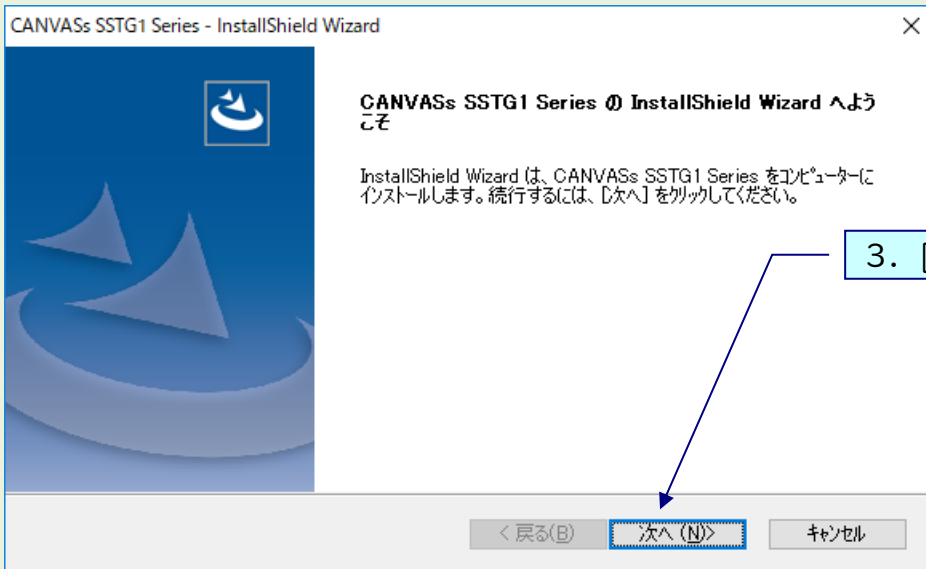 CANVASs SSTG1 Series - InstallShield Wizard
CANVASs SSTG1 Series の InstallShield Wizard へよう
こそ
InstallShield Wizard は、CANVASs SSTG1 Series をコンピューターに
インストールします。続行するには、[次へ] をクリックしてください。
3. [
< 戻る(B)
次へ (N)>
キャンセル